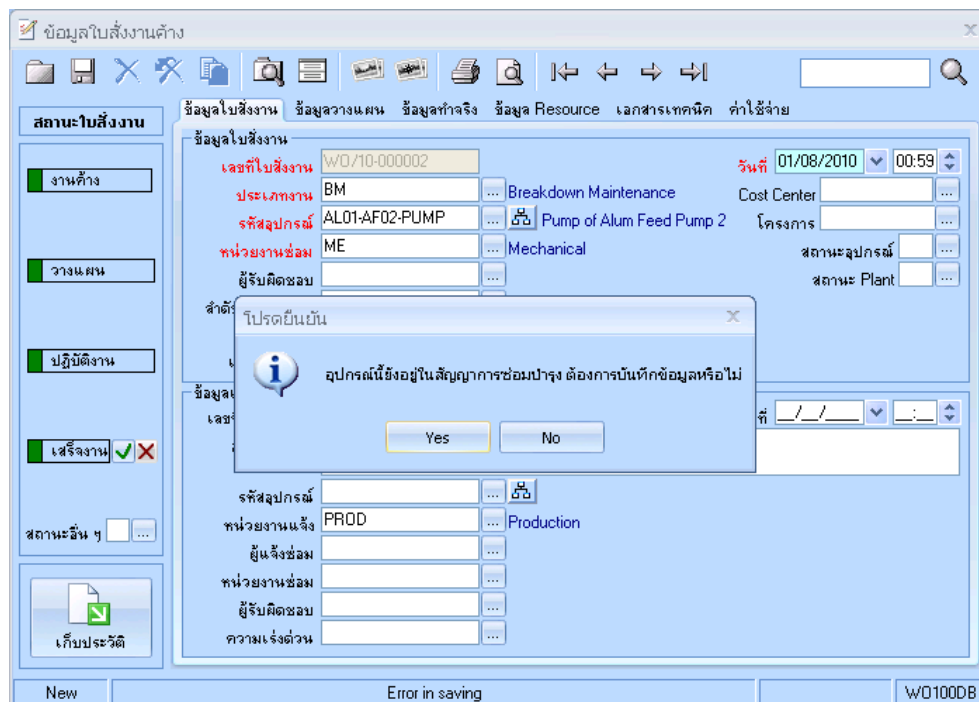 ข้อมูลใบสั่งงานค้าง
สถานะใบสั่งงาน
งานค้าง
วางแผน
ปฏิบัติงาน
เสร็จงาน
สถานะอื่น ๆ ...
เก็บประวัติ
ข้อมูลใบสั่งงาน ข้อมูลวางแผน ข้อมูลทำจริง ข้อมูล Resource เอกสารเทคนิค ค่าใช้จ่าย
ข้อมูลใบสั่งงาน
เลขที่ใบสั่งงาน WO/10-000002 วันที่ 01/08/2010 00:59
ประเภทงาน BM ... Breakdown Maintenance Cost Center ...
รหัสอุปกรณ์ AL01-AF02-PUMP ... Pump of Alum Feed Pump 2 โครงการ ...
หน่วยงานซ่อม ME ... Mechanical สถานะอุปกรณ์ ...
ผู้รับผิดชอบ ... สถานะ Plant ...
โปรดยืนยัน
อุปกรณ์นี้ยังอยู่ในสัญญาการซ่อมบำรุง ต้องการบันทึกข้อมูลหรือไม่
Yes No
__/__/____ __:__
รหัสอุปกรณ์ ...
หน่วยงานแจ้ง PROD ... Production
ผู้แจ้งซ่อม ...
หน่วยงานซ่อม ...
ผู้รับผิดชอบ ...
ความเร่งด่วน ...
New Error in saving WO100DB